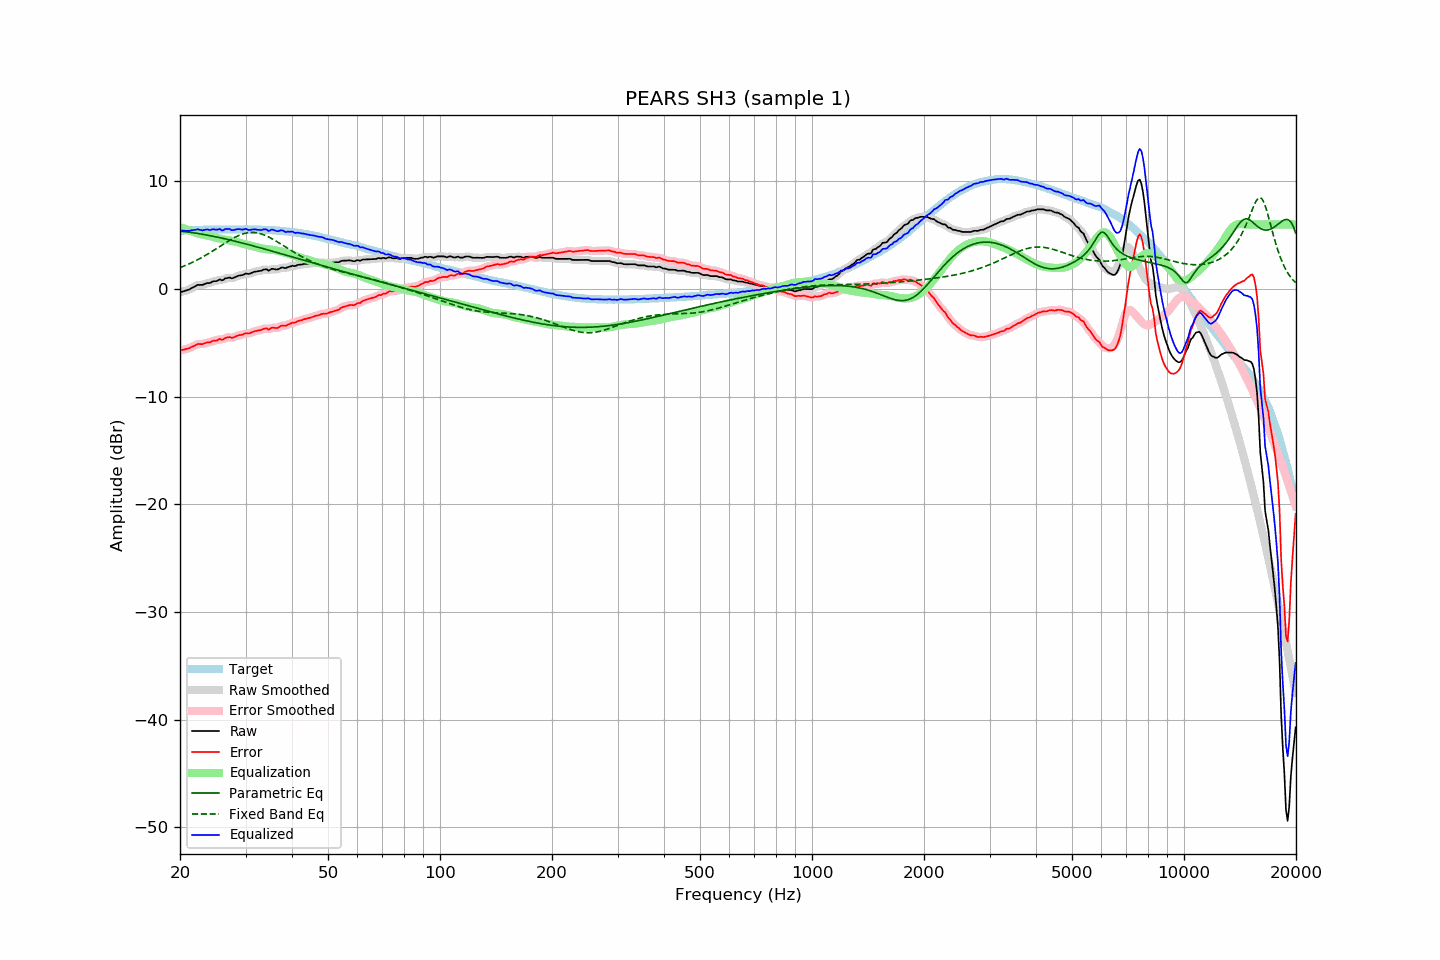 PEARS SH3 (sample 1)
10
0
−10
−20
−30
−40
−50
Amplitude (dBr)
Target
Raw Smoothed
Error Smoothed
Raw
Error
Equalization
Parametric Eq
Fixed Band Eq
Equalized
20 50 100 200 500 1000 2000 5000 10000 20000
Frequency (Hz)